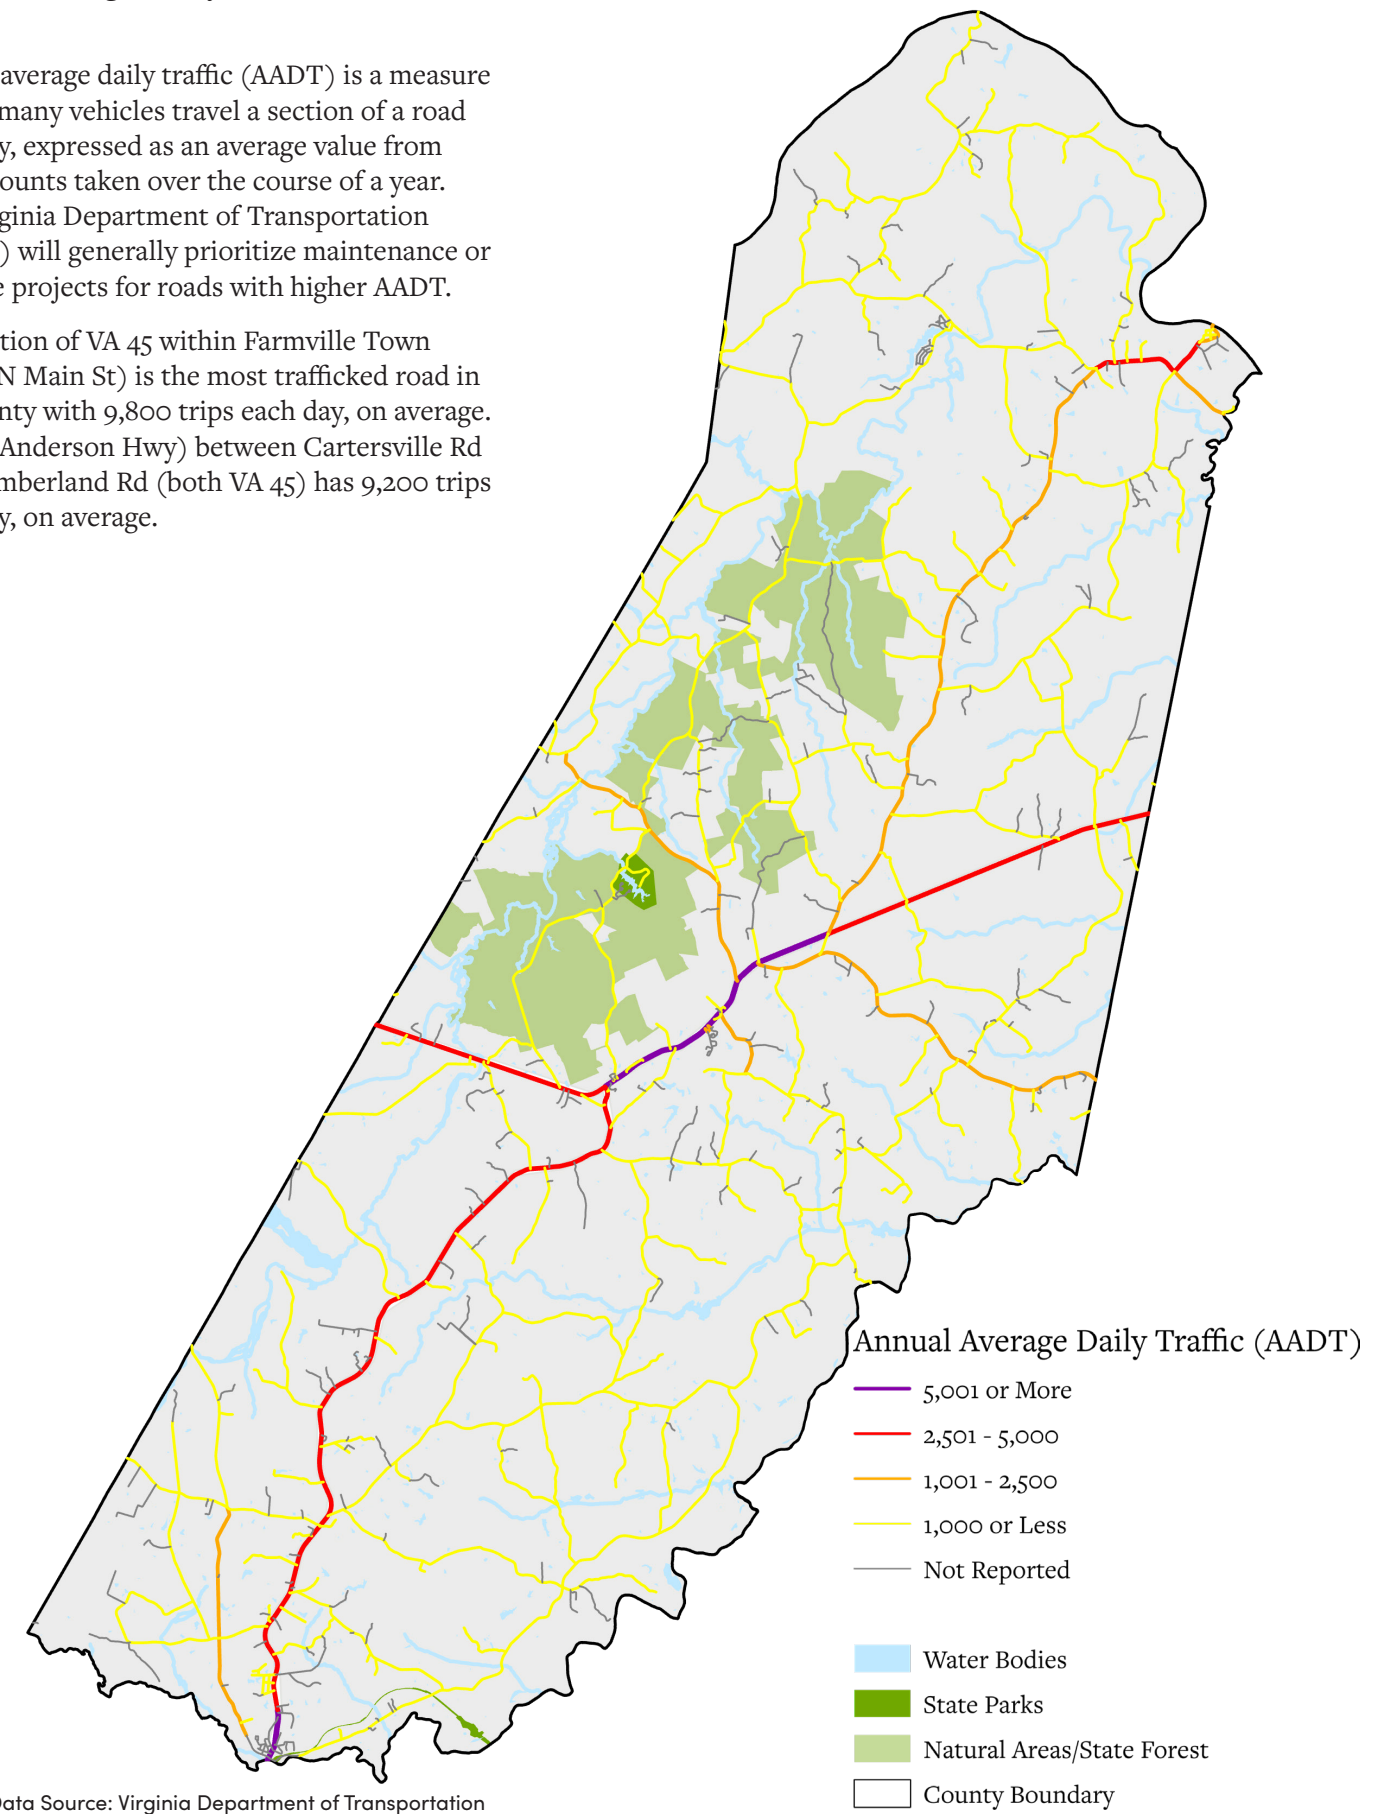 average daily traffic (AADT) is a measure
many vehicles travel a section of a road
y, expressed as an average value from
ounts taken over the course of a year.
ginia Department of Transportation
) will generally prioritize maintenance or
e projects for roads with higher AADT.
tion of VA 45 within Farmville Town
N Main St) is the most trafficked road in
nty with 9,800 trips each day, on average.
Anderson Hwy) between Cartersville Rd
mberland Rd (both VA 45) has 9,200 trips
y, on average.
Annual Average Daily Traffic (AADT)
5,001 or More
2,501 - 5,000
1,001 - 2,500
1,000 or Less
Not Reported
Water Bodies
State Parks
Natural Areas/State Forest
County Boundary
Data Source: Virginia Department of Transportation